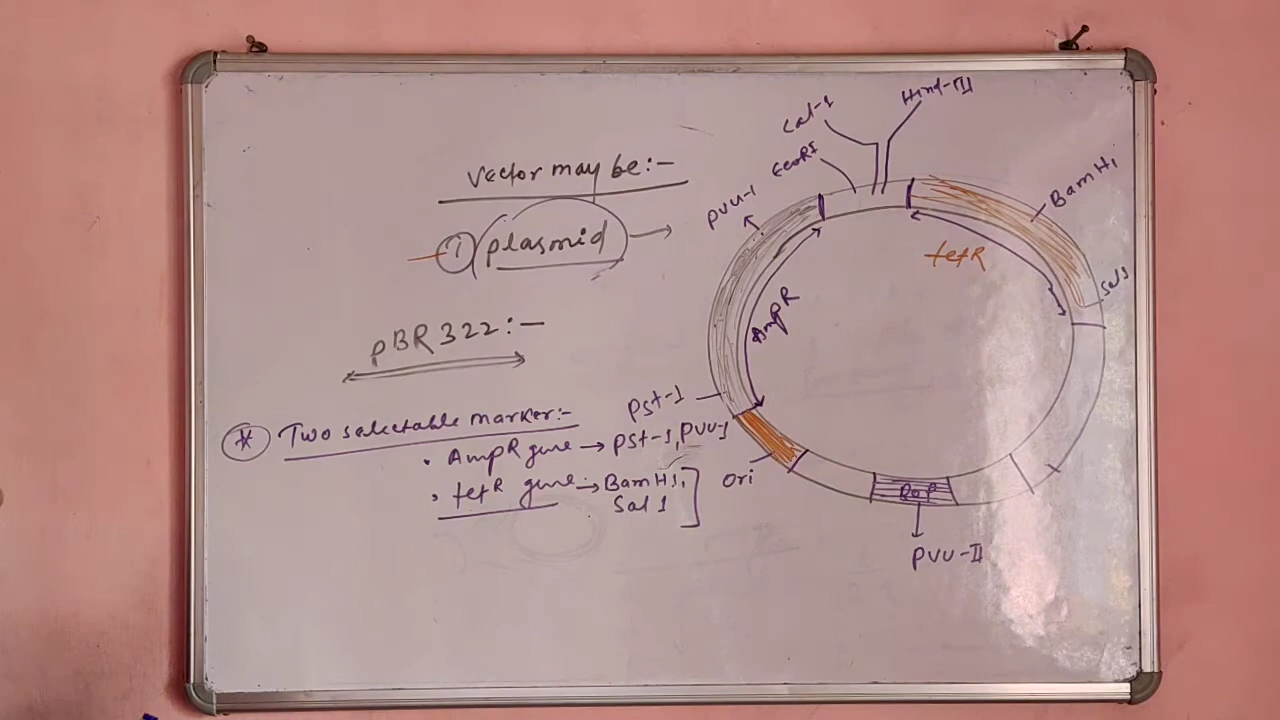 vector may be:-
① plasmid →
pBR322:-
* Two selectable marker:-
• AmpR gene → pst-1, pvu-1
• tetR gene → BamH1,
Sal 1
Cal-1
Hind-III
EcoRI
pvu-1
BamH1
tetR
Sal1
AmpR
pst-1
Ori
Rop
pvu-II